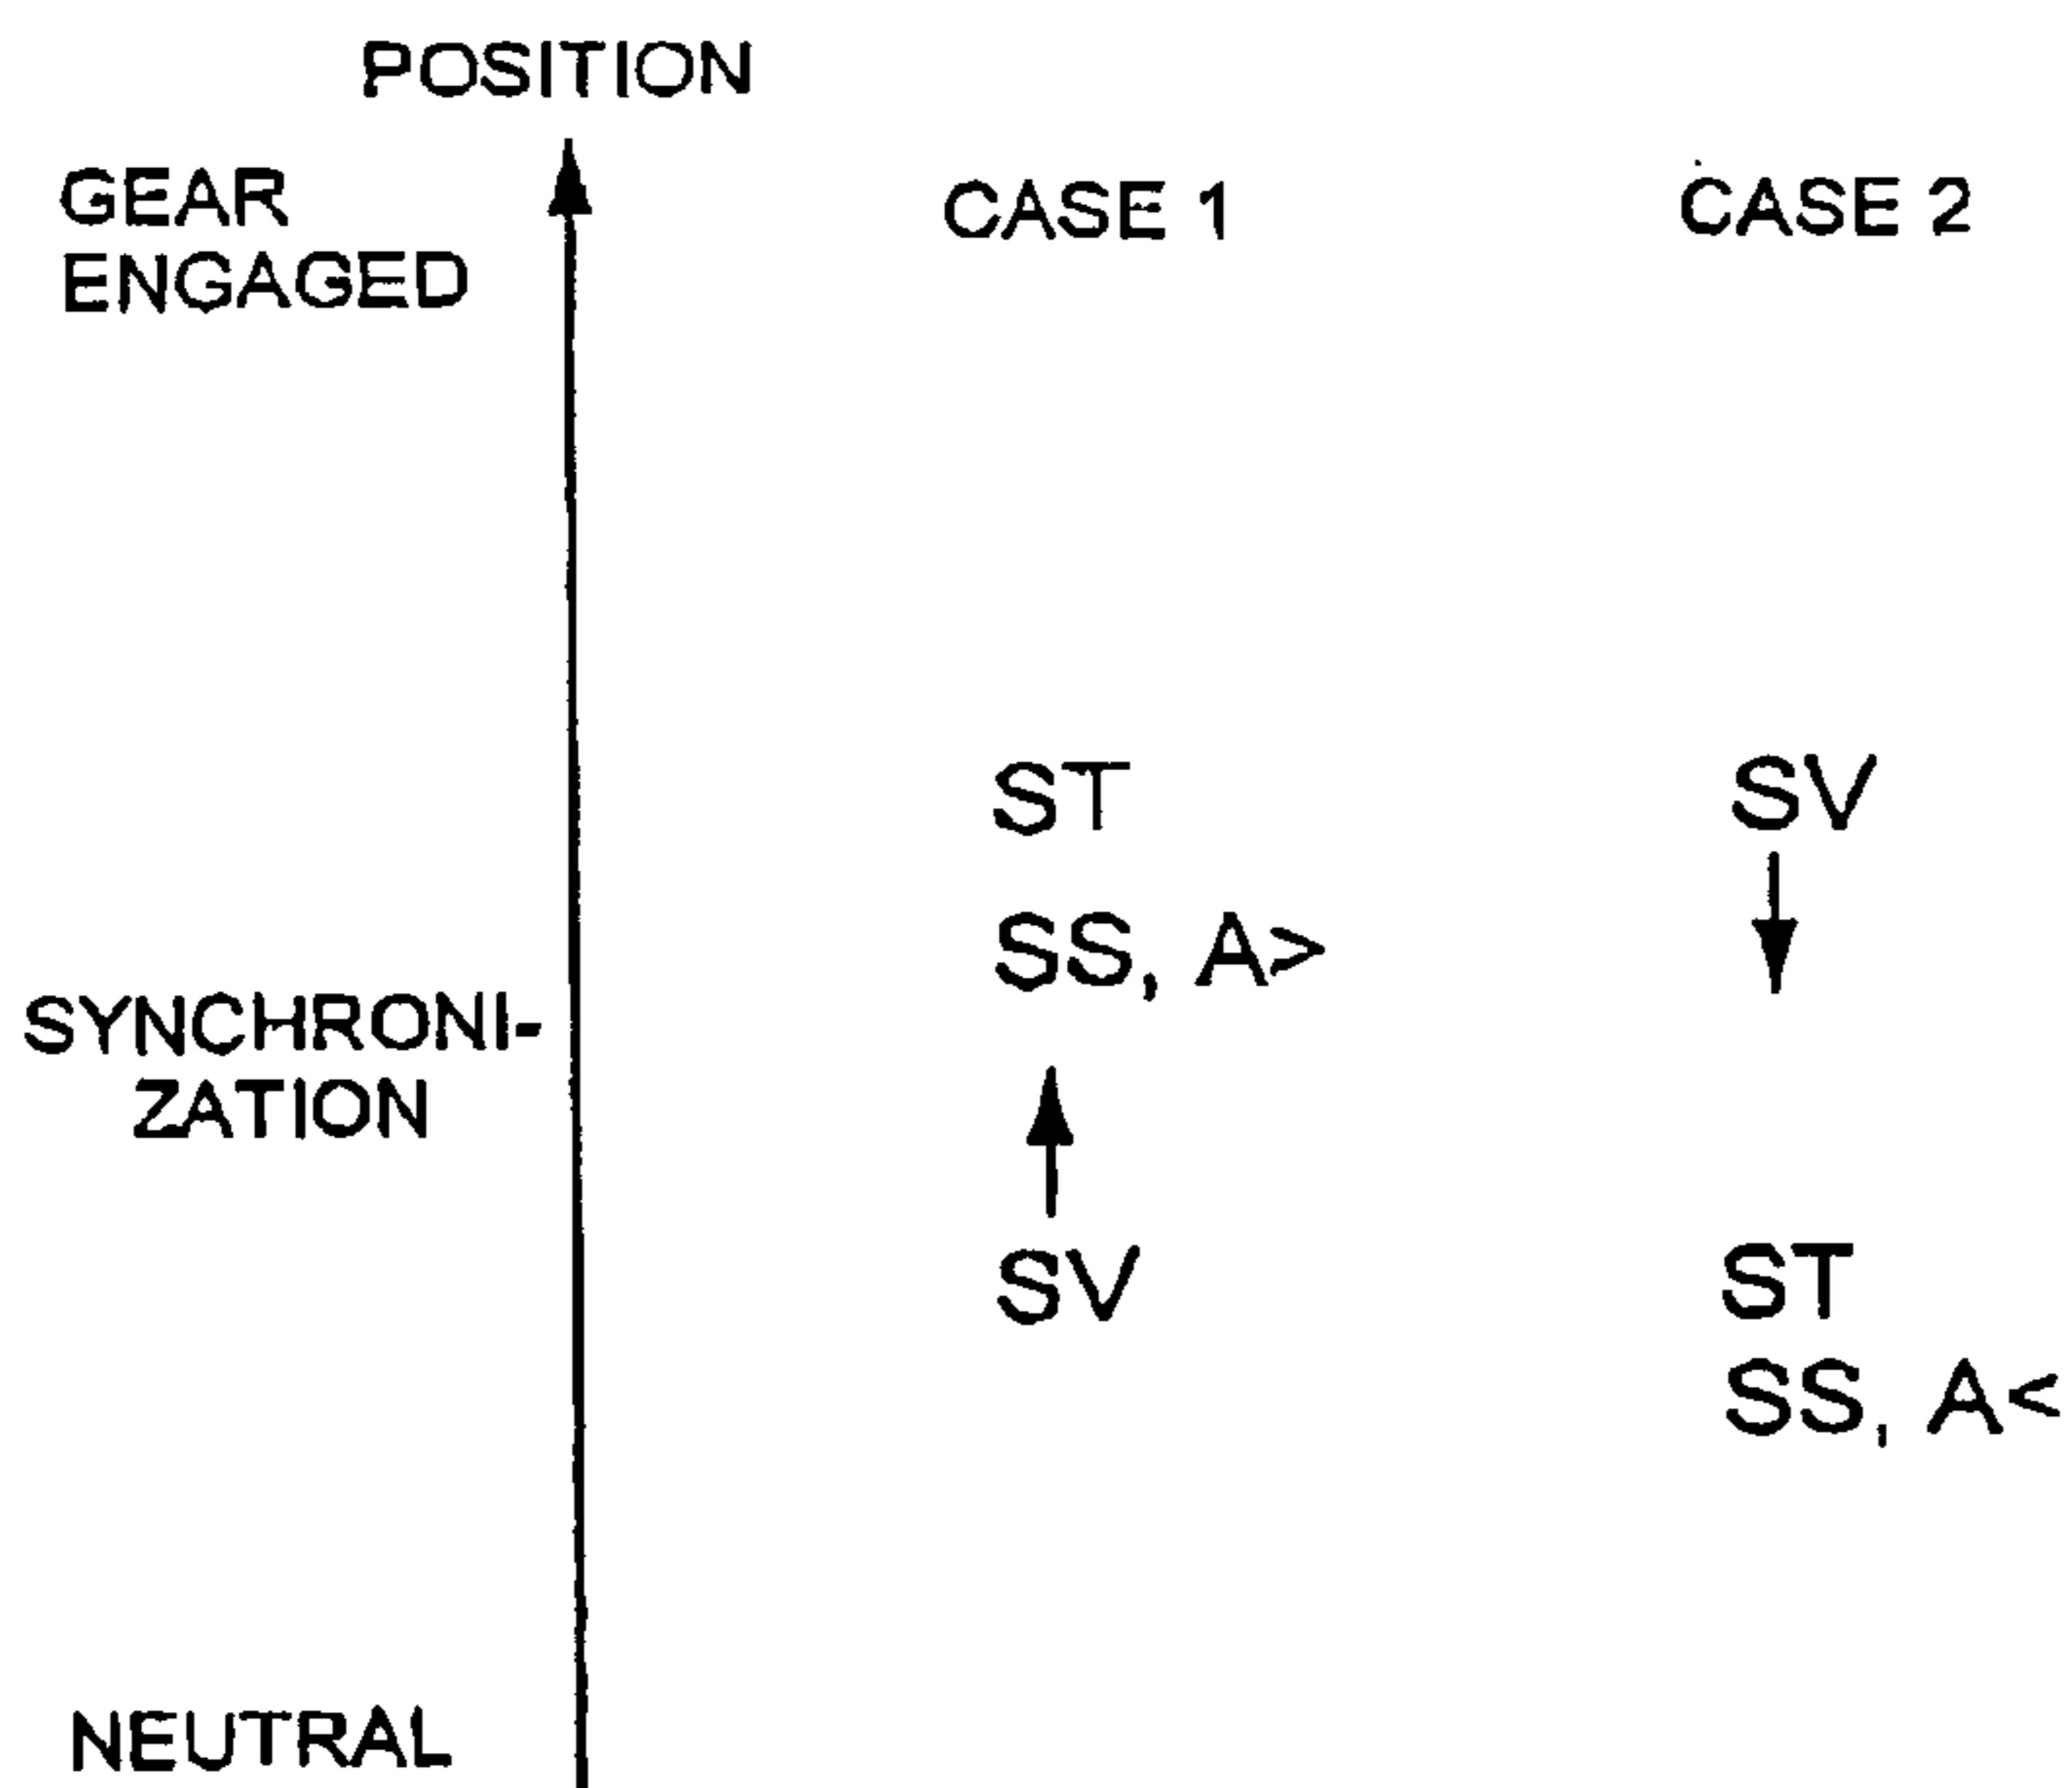 POSITION
GEAR
ENGAGED
CASE 1
CASE 2
ST
SV
SS, A>
SYNCHRONI-
ZATION
SV
ST
SS, A<
NEUTRAL